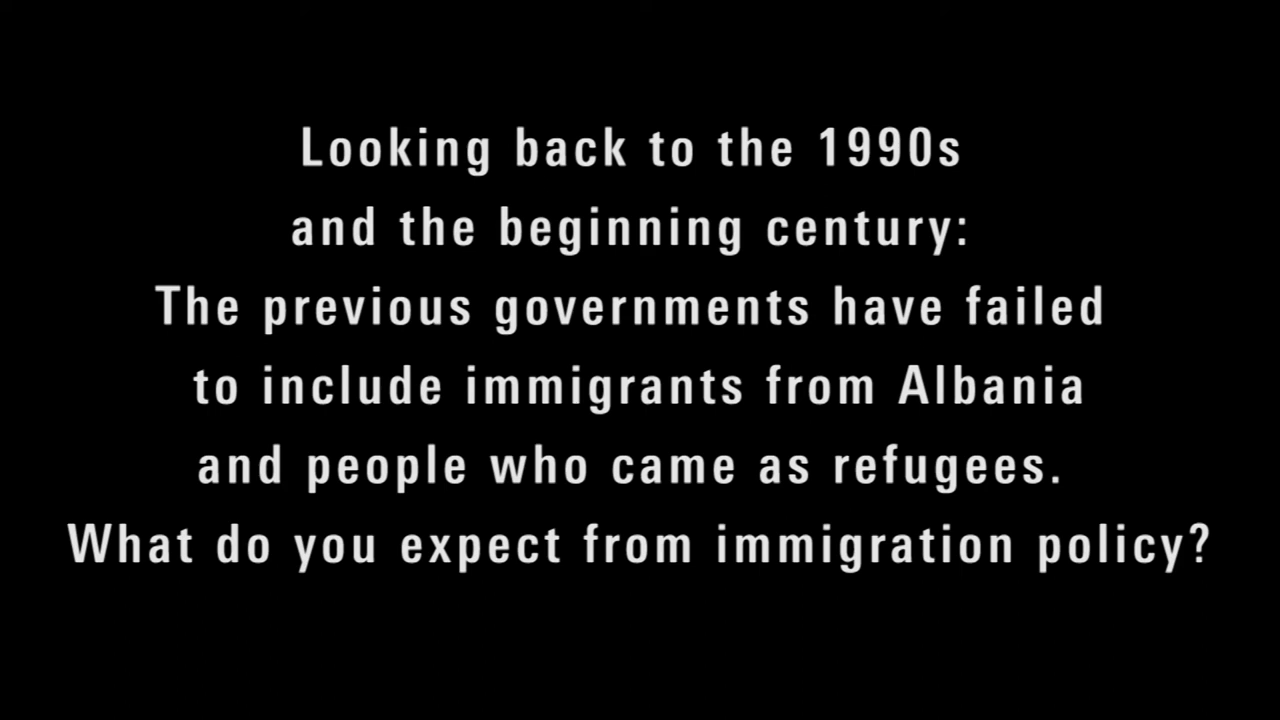 Looking back to the 1990s
and the beginning century:
The previous governments have failed
to include immigrants from Albania
and people who came as refugees.
What do you expect from immigration policy?